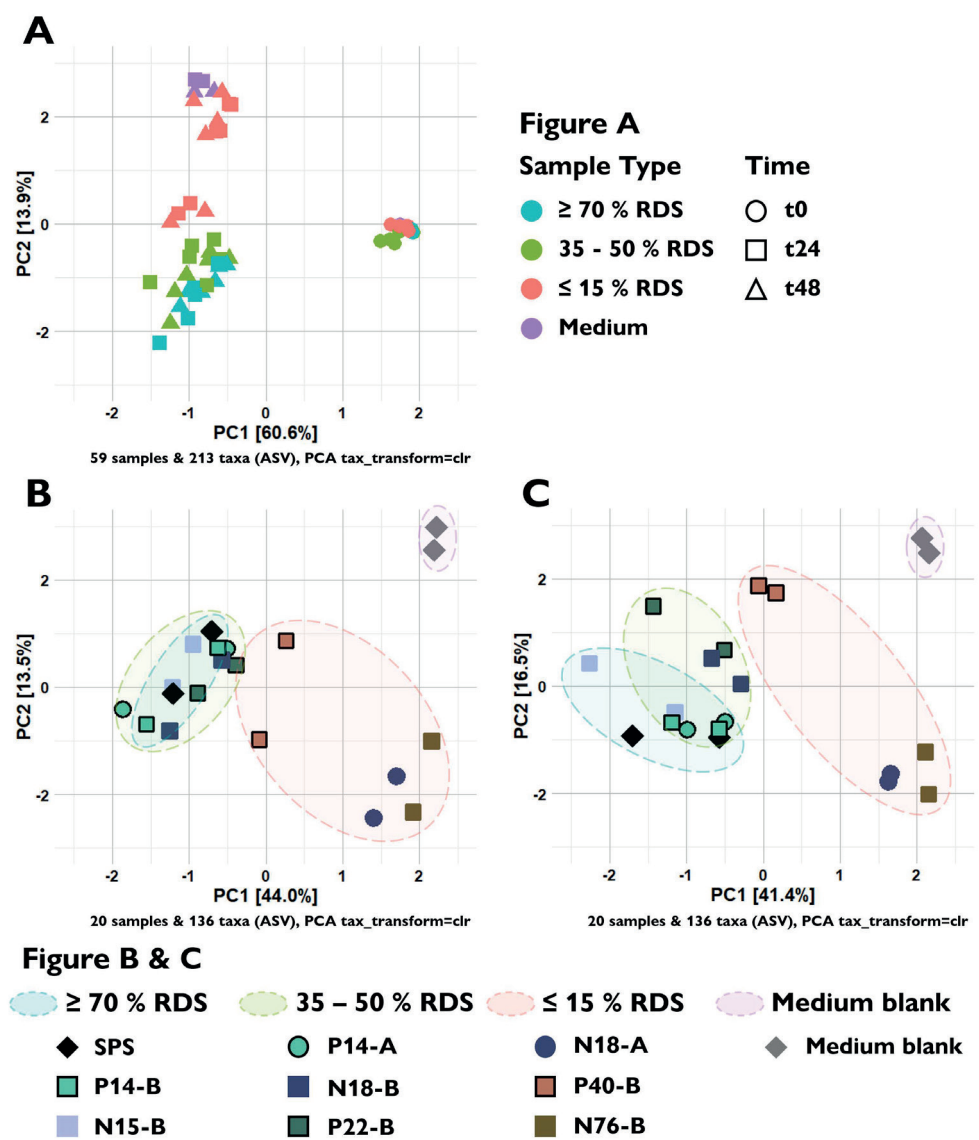 A
-2 -1 0 1 2
2
0
-2
PC2 [13.9%]
-2 -1 0 1 2
PC1 [60.6%]
59 samples & 213 taxa (ASV), PCA tax_transform=clr
Figure A
Sample Type Time
≥ 70 % RDS t0
35 - 50 % RDS t24
≤ 15 % RDS t48
Medium
B
2
0
-2
PC2 [13.5%]
-2 -1 0 1 2
PC1 [44.0%]
20 samples & 136 taxa (ASV), PCA tax_transform=clr
C
2
0
-2
PC2 [16.5%]
-2 -1 0 1 2
PC1 [41.4%]
20 samples & 136 taxa (ASV), PCA tax_transform=clr
Figure B & C
≥ 70 % RDS 35 – 50 % RDS ≤ 15 % RDS Medium blank
SPS P14-A N18-A Medium blank
P14-B N18-B P40-B
N15-B P22-B N76-B